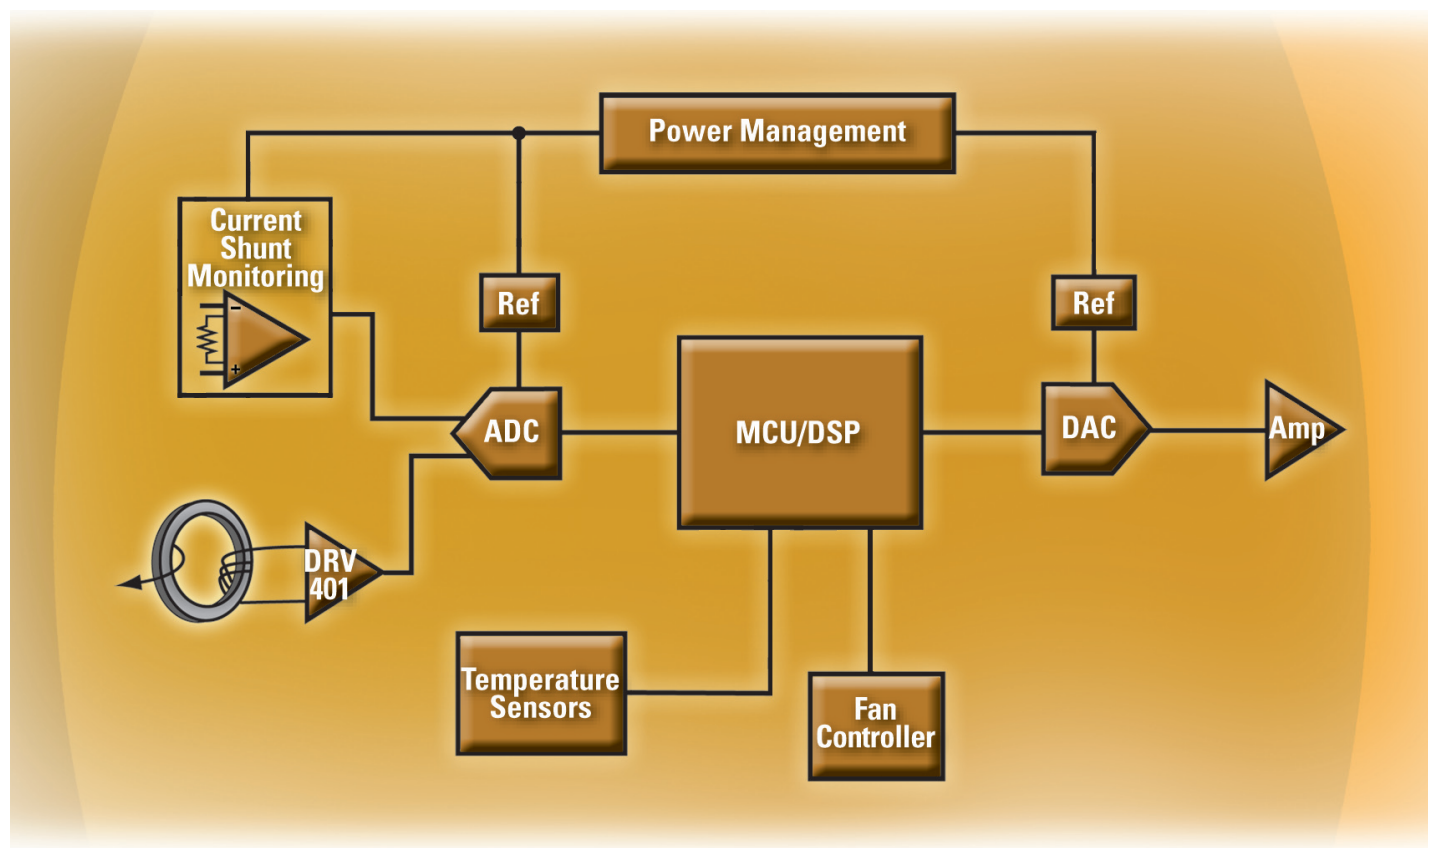 Power Management
Current
Shunt
Monitoring
−
+
Ref
Ref
ADC
MCU/DSP
DAC
Amp
DRV
401
Temperature
Sensors
Fan
Controller